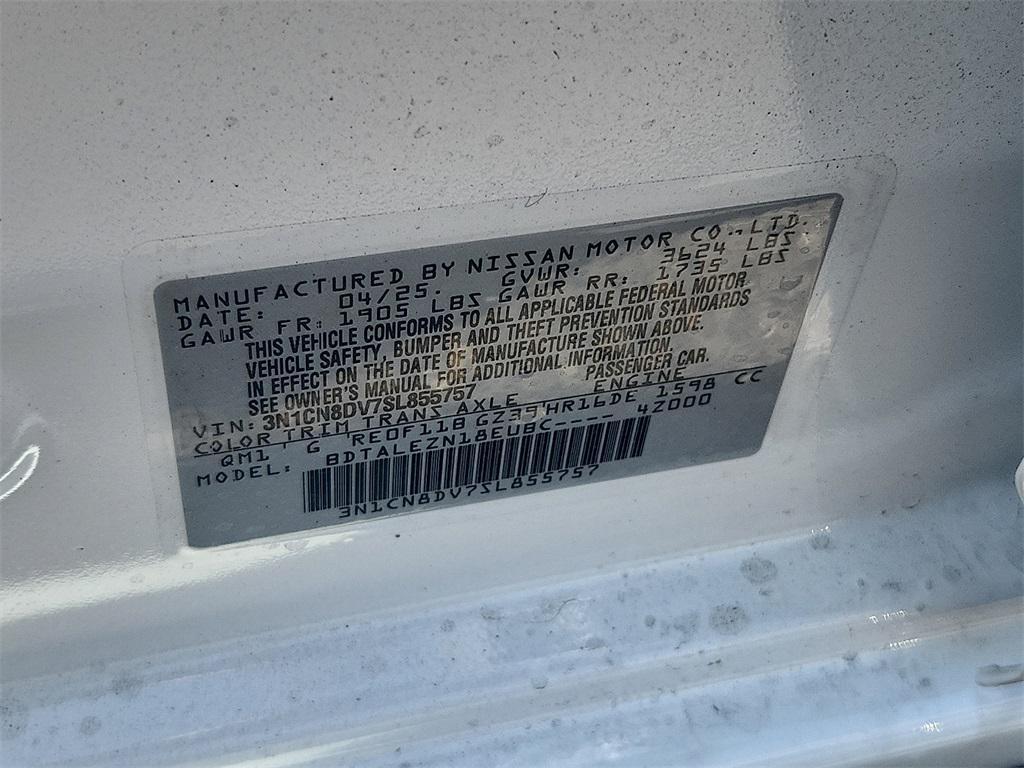 MANUFACTURED BY NISSAN MOTOR CO., LTD.
DATE: 04/25. GVWR: 3624 LBS
GAWR FR: 1905 LBS GAWR RR: 1735 LBS
THIS VEHICLE CONFORMS TO ALL APPLICABLE FEDERAL MOTOR
VEHICLE SAFETY, BUMPER AND THEFT PREVENTION STANDARDS
IN EFFECT ON THE DATE OF MANUFACTURE SHOWN ABOVE.
SEE OWNER'S MANUAL FOR ADDITIONAL INFORMATION.
VIN: 3N1CN8DV7SL855757 PASSENGER CAR.
COLOR TRIM TRANS AXLE ENGINE
QM1 G RE0F11B GZ39 HR16DE 1598 CC
MODEL: BDTALEZN18EUBC---- 4Z000
3N1CN8DV7SL855757